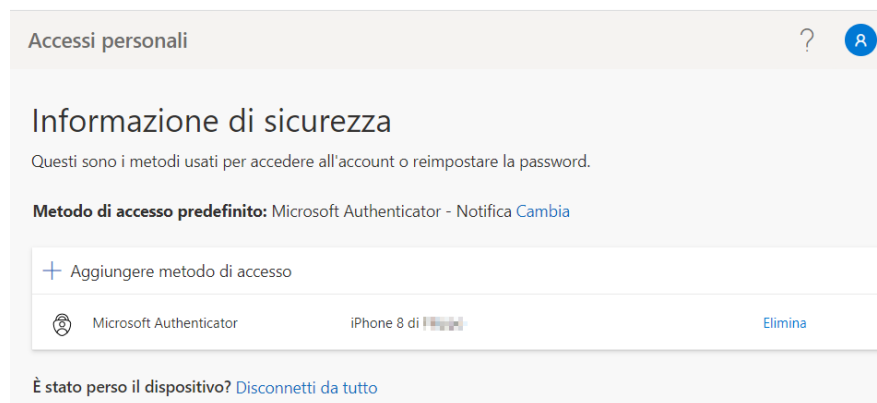 Accessi personali ?
Informazione di sicurezza
Questi sono i metodi usati per accedere all'account o reimpostare la password.
Metodo di accesso predefinito: Microsoft Authenticator - Notifica Cambia
+ Aggiungere metodo di accesso
Microsoft Authenticator iPhone 8 di Elimina
È stato perso il dispositivo? Disconnetti da tutto